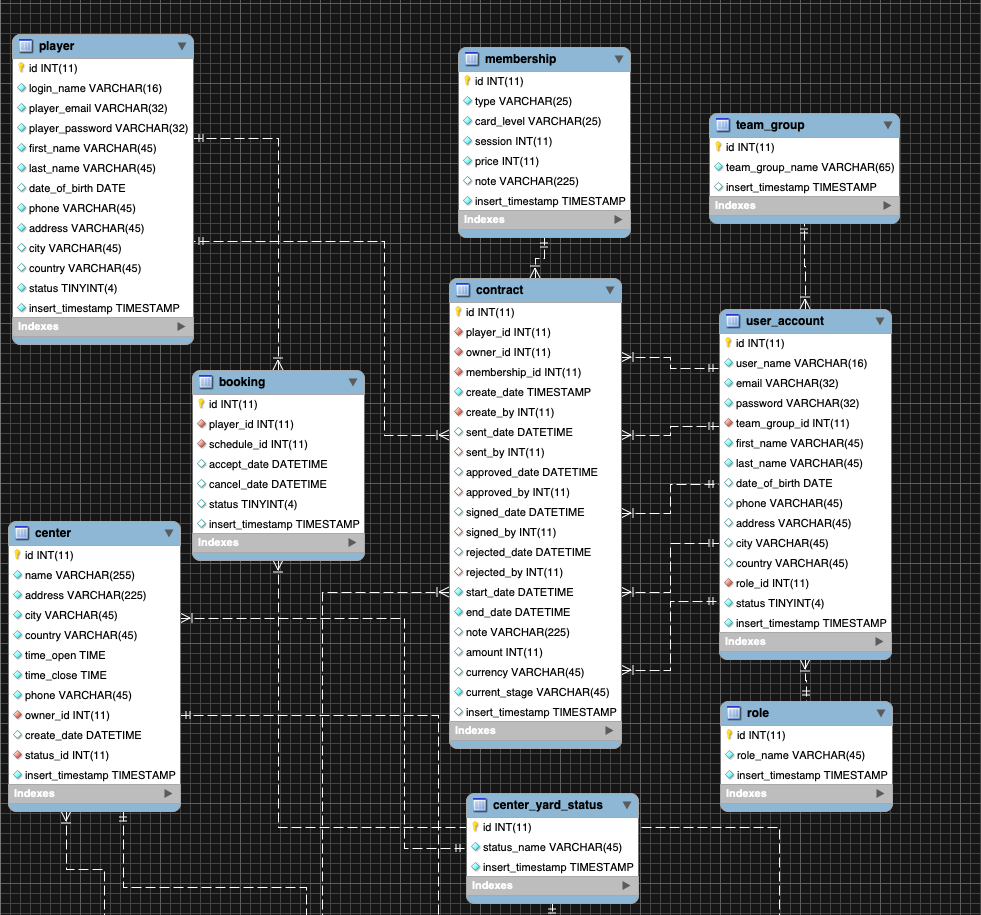 player
id INT(11)
login_name VARCHAR(16)
player_email VARCHAR(32)
player_password VARCHAR(32)
first_name VARCHAR(45)
last_name VARCHAR(45)
date_of_birth DATE
phone VARCHAR(45)
address VARCHAR(45)
city VARCHAR(45)
country VARCHAR(45)
status TINYINT(4)
insert_timestamp TIMESTAMP
Indexes
membership
id INT(11)
type VARCHAR(25)
card_level VARCHAR(25)
session INT(11)
price INT(11)
note VARCHAR(225)
insert_timestamp TIMESTAMP
Indexes
team_group
id INT(11)
team_group_name VARCHAR(65)
insert_timestamp TIMESTAMP
Indexes
contract
id INT(11)
player_id INT(11)
owner_id INT(11)
membership_id INT(11)
create_date TIMESTAMP
create_by INT(11)
sent_date DATETIME
sent_by INT(11)
approved_date DATETIME
approved_by INT(11)
signed_date DATETIME
signed_by INT(11)
rejected_date DATETIME
rejected_by INT(11)
start_date DATETIME
end_date DATETIME
note VARCHAR(225)
amount INT(11)
currency VARCHAR(45)
current_stage VARCHAR(45)
insert_timestamp TIMESTAMP
Indexes
user_account
id INT(11)
user_name VARCHAR(16)
email VARCHAR(32)
password VARCHAR(32)
team_group_id INT(11)
first_name VARCHAR(45)
last_name VARCHAR(45)
date_of_birth DATE
phone VARCHAR(45)
address VARCHAR(45)
city VARCHAR(45)
country VARCHAR(45)
role_id INT(11)
status TINYINT(4)
insert_timestamp TIMESTAMP
Indexes
booking
id INT(11)
player_id INT(11)
schedule_id INT(11)
accept_date DATETIME
cancel_date DATETIME
status TINYINT(4)
insert_timestamp TIMESTAMP
Indexes
center
id INT(11)
name VARCHAR(255)
address VARCHAR(225)
city VARCHAR(45)
country VARCHAR(45)
time_open TIME
time_close TIME
phone VARCHAR(45)
owner_id INT(11)
create_date DATETIME
status_id INT(11)
insert_timestamp TIMESTAMP
Indexes
role
id INT(11)
role_name VARCHAR(45)
insert_timestamp TIMESTAMP
Indexes
center_yard_status
id INT(11)
status_name VARCHAR(45)
insert_timestamp TIMESTAMP
Indexes